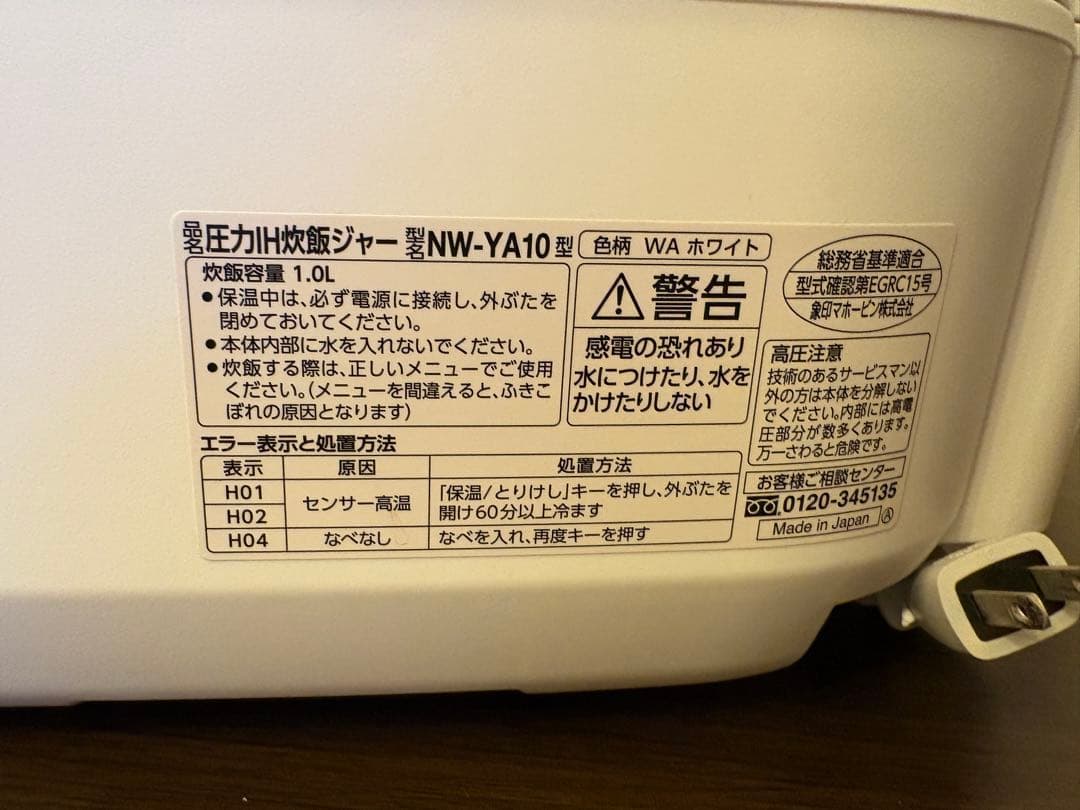 品名 圧力IH炊飯ジャー 型名 NW-YA10型 色柄 WA ホワイト
炊飯容量 1.0L
●保温中は、必ず電源に接続し、外ぶたを
閉めておいてください。
●本体内部に水を入れないでください。
●炊飯する際は、正しいメニューでご使用
ください。(メニューを間違えると、ふきこ
ぼれの原因となります)
警告
感電の恐れあり
水につけたり、水を
かけたりしない
総務省基準適合
型式確認第EGRC15号
象印マホービン株式会社
高圧注意
技術のあるサービスマン以
外の方は本体を分解しない
でください。内部には高電
圧部分が数多くあります。
万一さわると危険です。
エラー表示と処置方法
表示 原因 処置方法
H01
H02
センサー高温
「保温/とりけし」キーを押し、外ぶたを
開け60分以上冷ます
H04 なべなし なべを入れ、再度キーを押す
お客様ご相談センター
0120-345135
Made in Japan Ⓐ